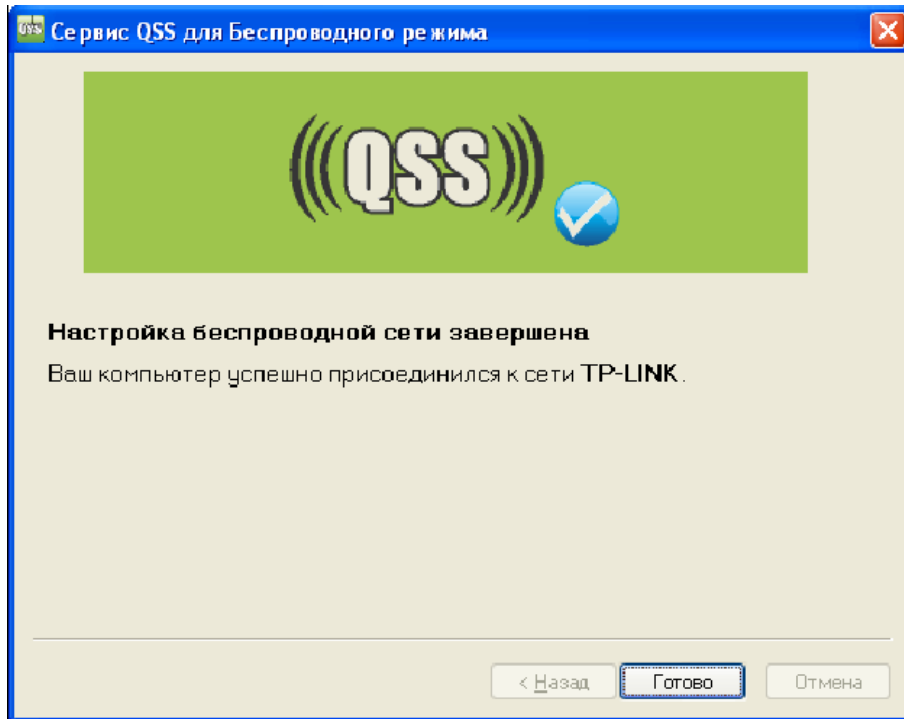 QSS Сервис QSS для Беспроводного режима
(((QSS)))
Настройка беспроводной сети завершена
Ваш компьютер успешно присоединился к сети TP-LINK.
< Назад Готово Отмена